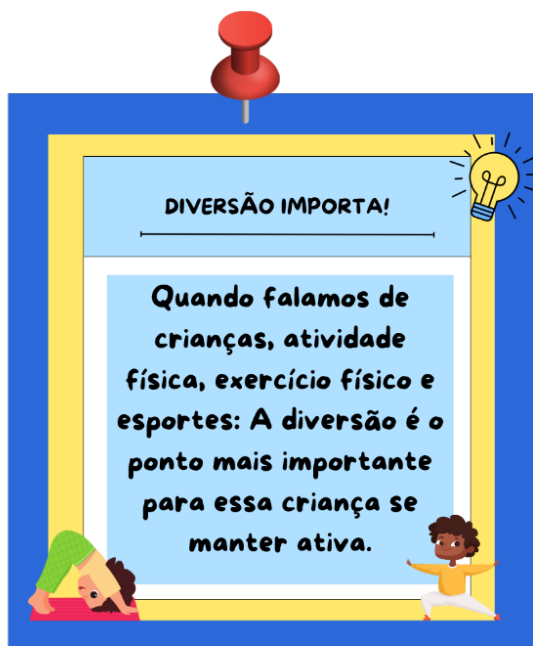 DIVERSÃO IMPORTA!
Quando falamos de
crianças, atividade
física, exercício físico e
esportes: A diversão é o
ponto mais importante
para essa criança se
manter ativa.